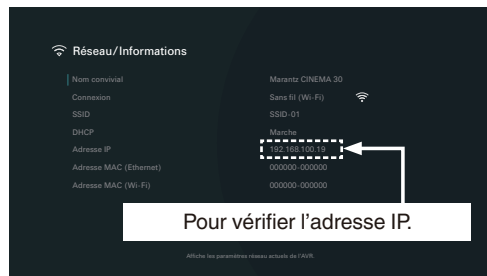 Réseau/Informations
Nom convivial Marantz CINEMA 30
Connexion Sans fil (Wi-Fi)
SSID SSID-01
DHCP Marche
Adresse IP 192.168.100.19
Adresse MAC (Ethernet) 000000-000000
Adresse MAC (Wi-Fi) 000000-000000
Pour vérifier l’adresse IP.
Affiche les paramètres réseau actuels de l'AVR.